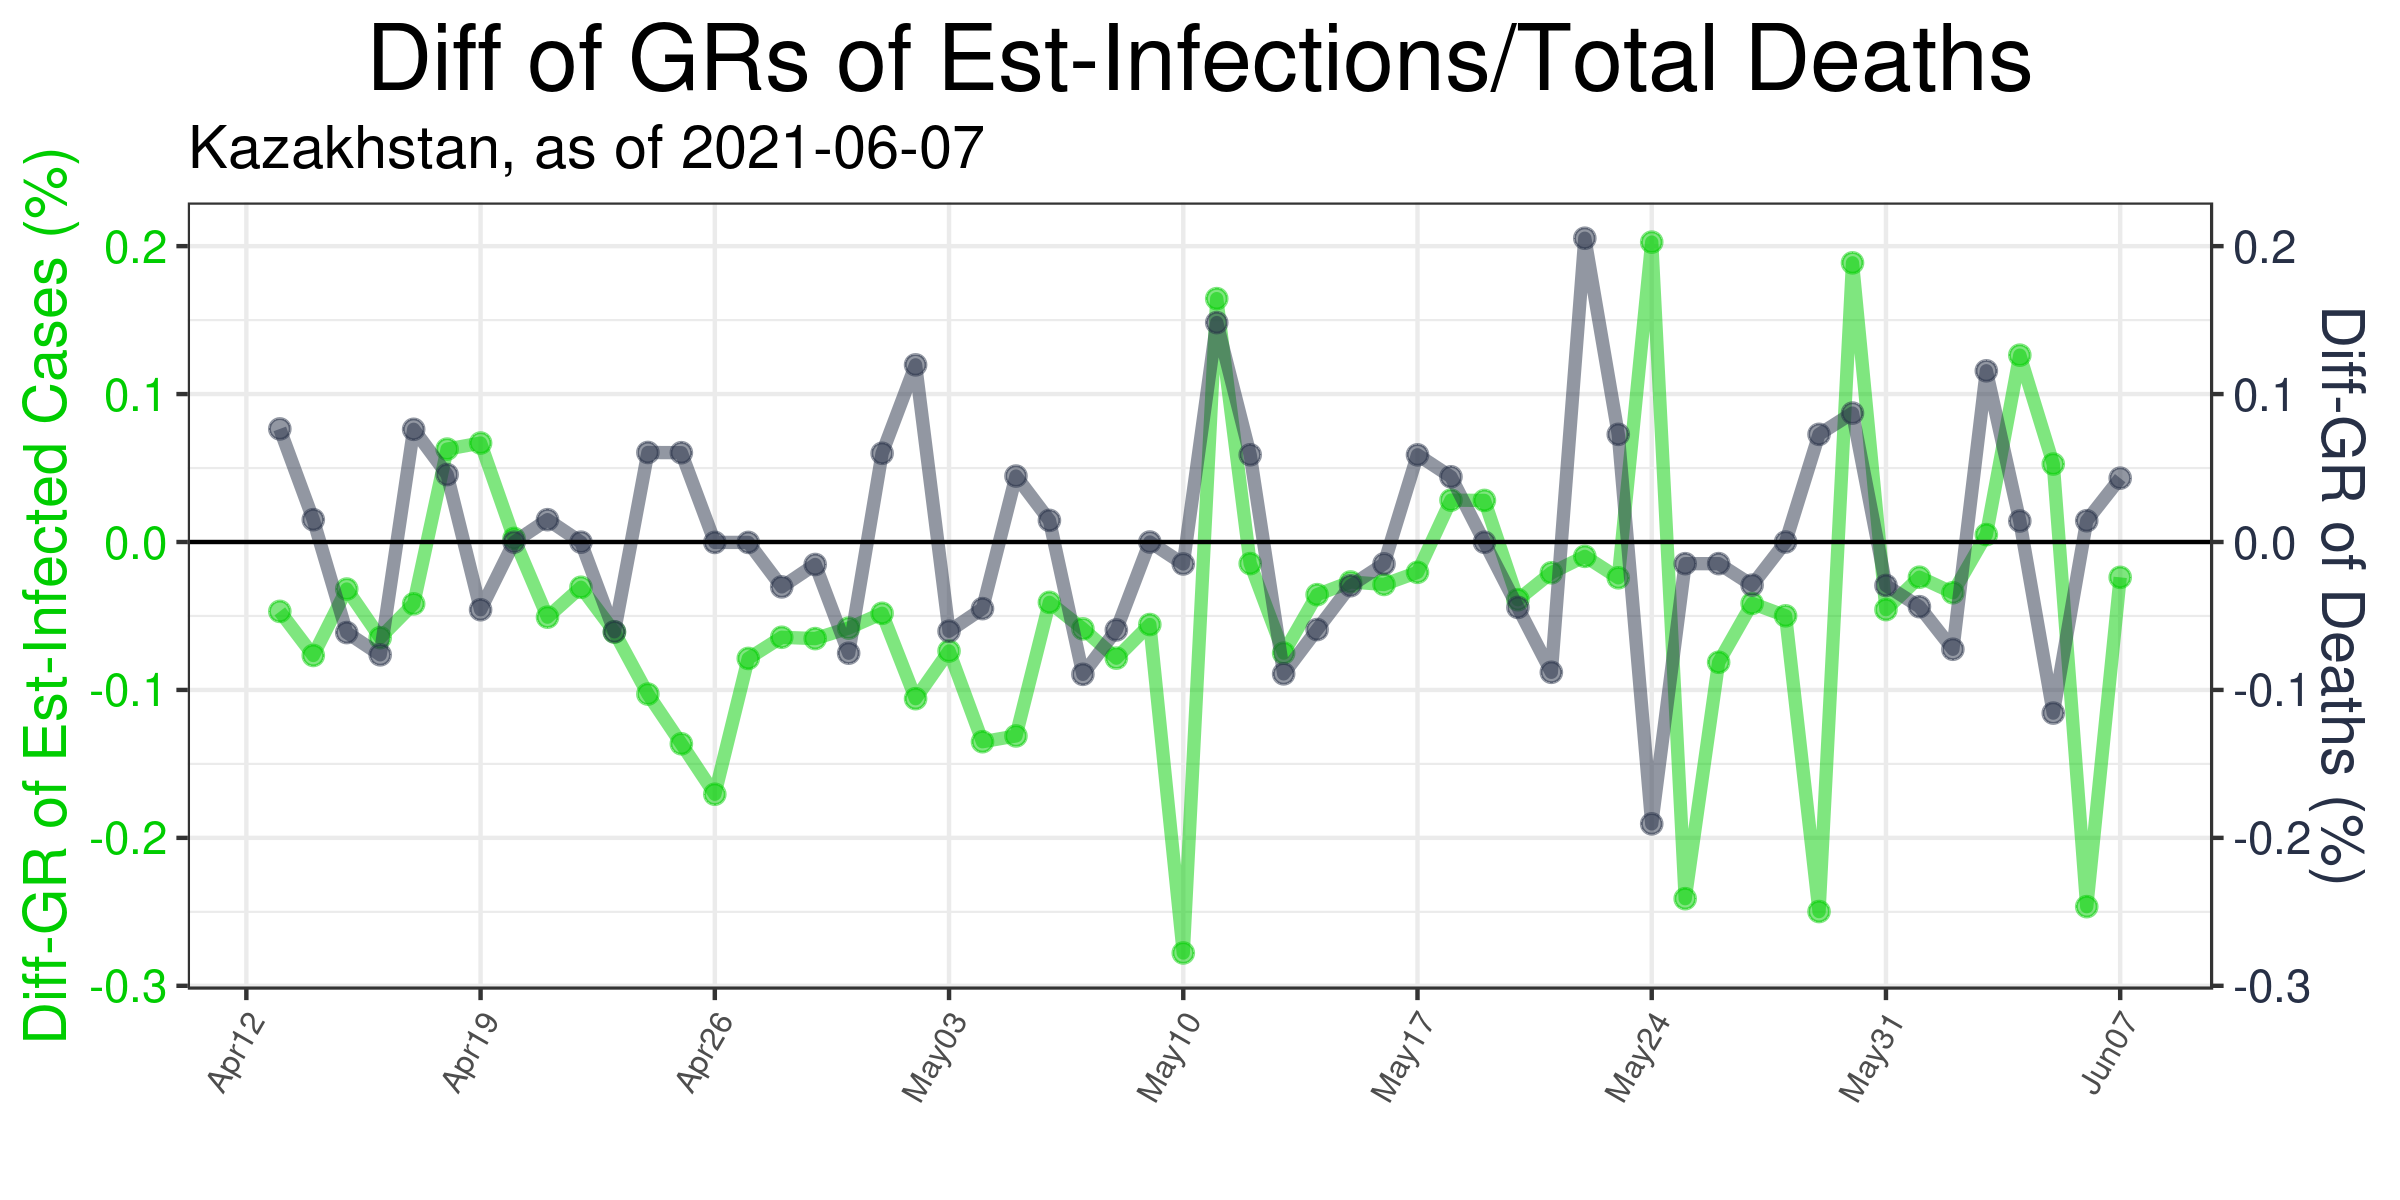 Diff of GRs of Est-Infections/Total Deaths
Kazakhstan, as of 2021-06-07
Diff-GR of Est-Infected Cases (%)
0.2
0.1
0.0
-0.1
-0.2
-0.3
0.2
0.1
0.0
-0.1
-0.2
-0.3
Diff-GR of Deaths (%)
Apr12
Apr19
Apr26
May03
May10
May17
May24
May31
Jun07